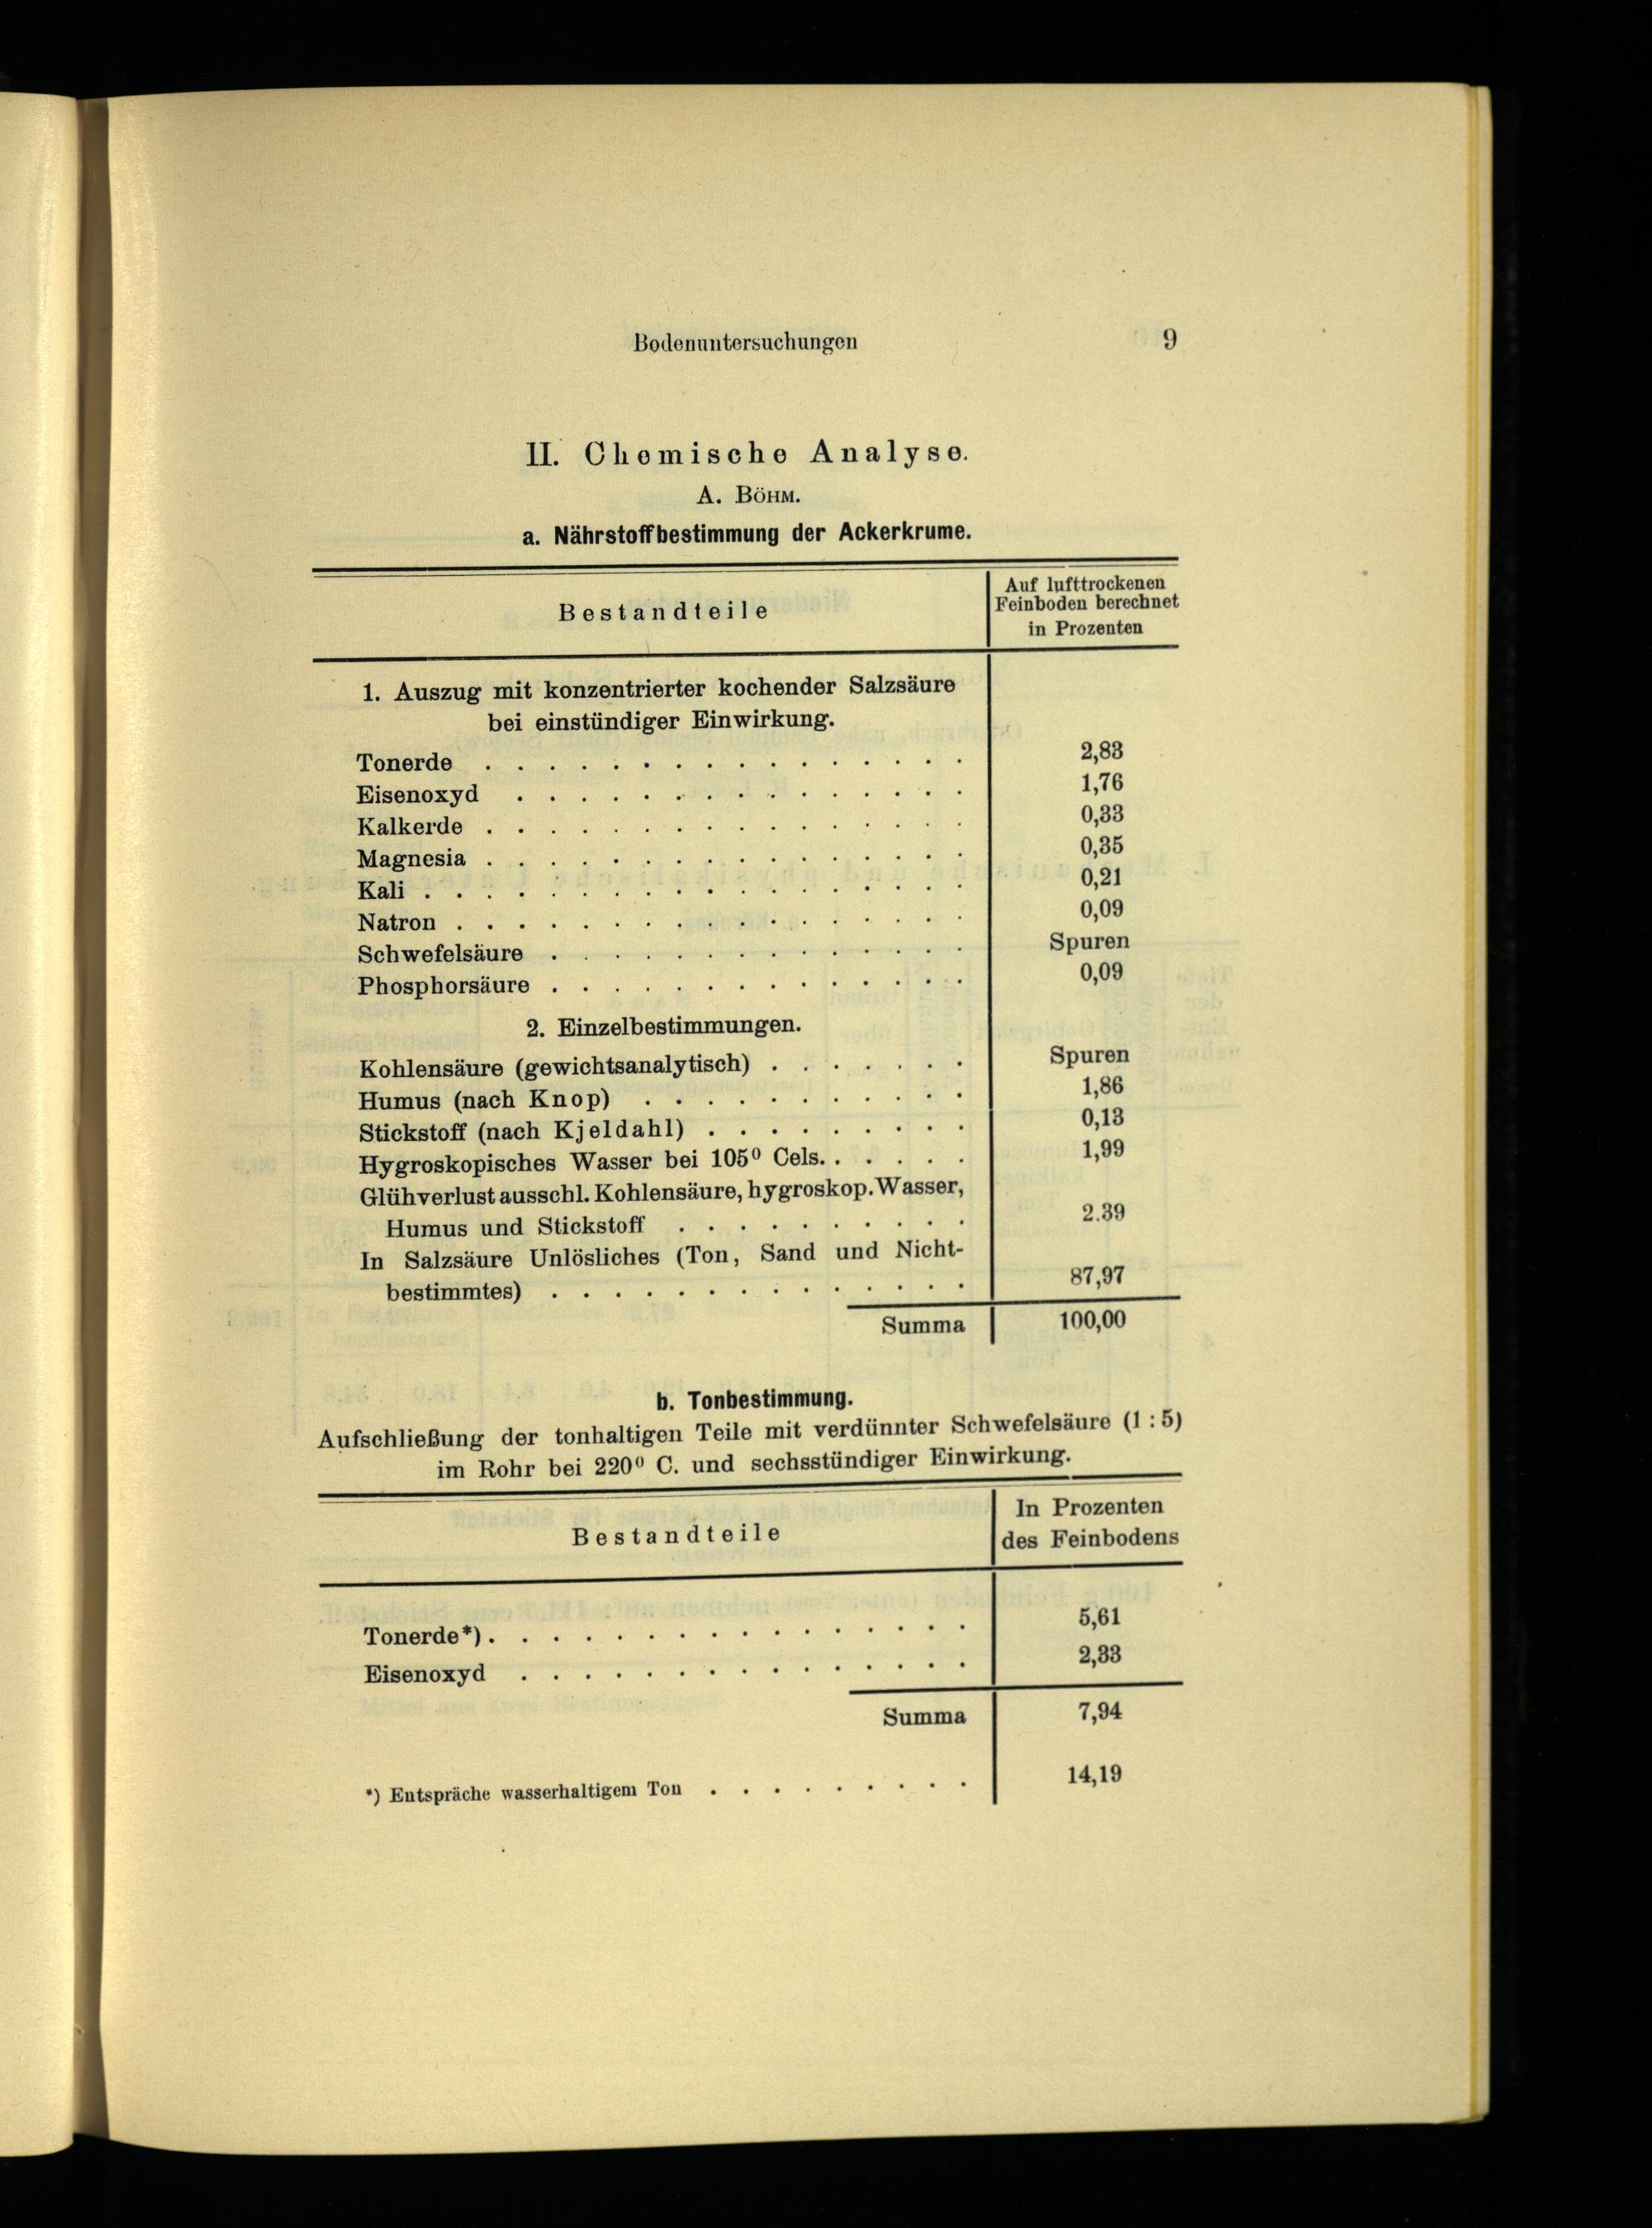 Bodenuntersuchungen 9
II. Chemische Analyse.
A. BÖHM.
a. Nährstoffbestimmung der Ackerkrume.
Bestandteile
Auf lufttrockenen
Feinboden berechnet
in Prozenten
1. Auszug mit konzentrierter kochender Salzsäure
bei einstündiger Einwirkung.
Tonerde . . . . . . . . . . . . . . . . 2,83
Eisenoxyd . . . . . . . . . . . . . . . 1,76
Kalkerde . . . . . . . . . . . . . . . . 0,33
Magnesia . . . . . . . . . . . . . . . . 0,35
Kali . . . . . . . . . . . . . . . . . . 0,21
Natron . . . . . . . . . . . . . . . . . 0,09
Schwefelsäure . . . . . . . . . . . . . . Spuren
Phosphorsäure . . . . . . . . . . . . . . 0,09
2. Einzelbestimmungen.
Kohlensäure (gewichtsanalytisch) . . . . . . . Spuren
Humus (nach Knop) . . . . . . . . . . . 1,86
Stickstoff (nach Kjeldahl) . . . . . . . . . 0,13
Hygroskopisches Wasser bei 105⁰ Cels. . . . . . 1,99
Glühverlust ausschl. Kohlensäure, hygroskop. Wasser,
Humus und Stickstoff . . . . . . . . . . 2.39
In Salzsäure Unlösliches (Ton, Sand und Nicht-
bestimmtes) . . . . . . . . . . . . . . 87,97
Summa 100,00
b. Tonbestimmung.
Aufschließung der tonhaltigen Teile mit verdünnter Schwefelsäure (1 : 5)
im Rohr bei 220⁰ C. und sechsstündiger Einwirkung.
Bestandteile
In Prozenten
des Feinbodens
Tonerde*) . . . . . . . . . . . . . . . . 5,61
Eisenoxyd . . . . . . . . . . . . . . . 2,33
Summa 7,94
*) Entspräche wasserhaltigem Ton . . . . . . . . . 14,19